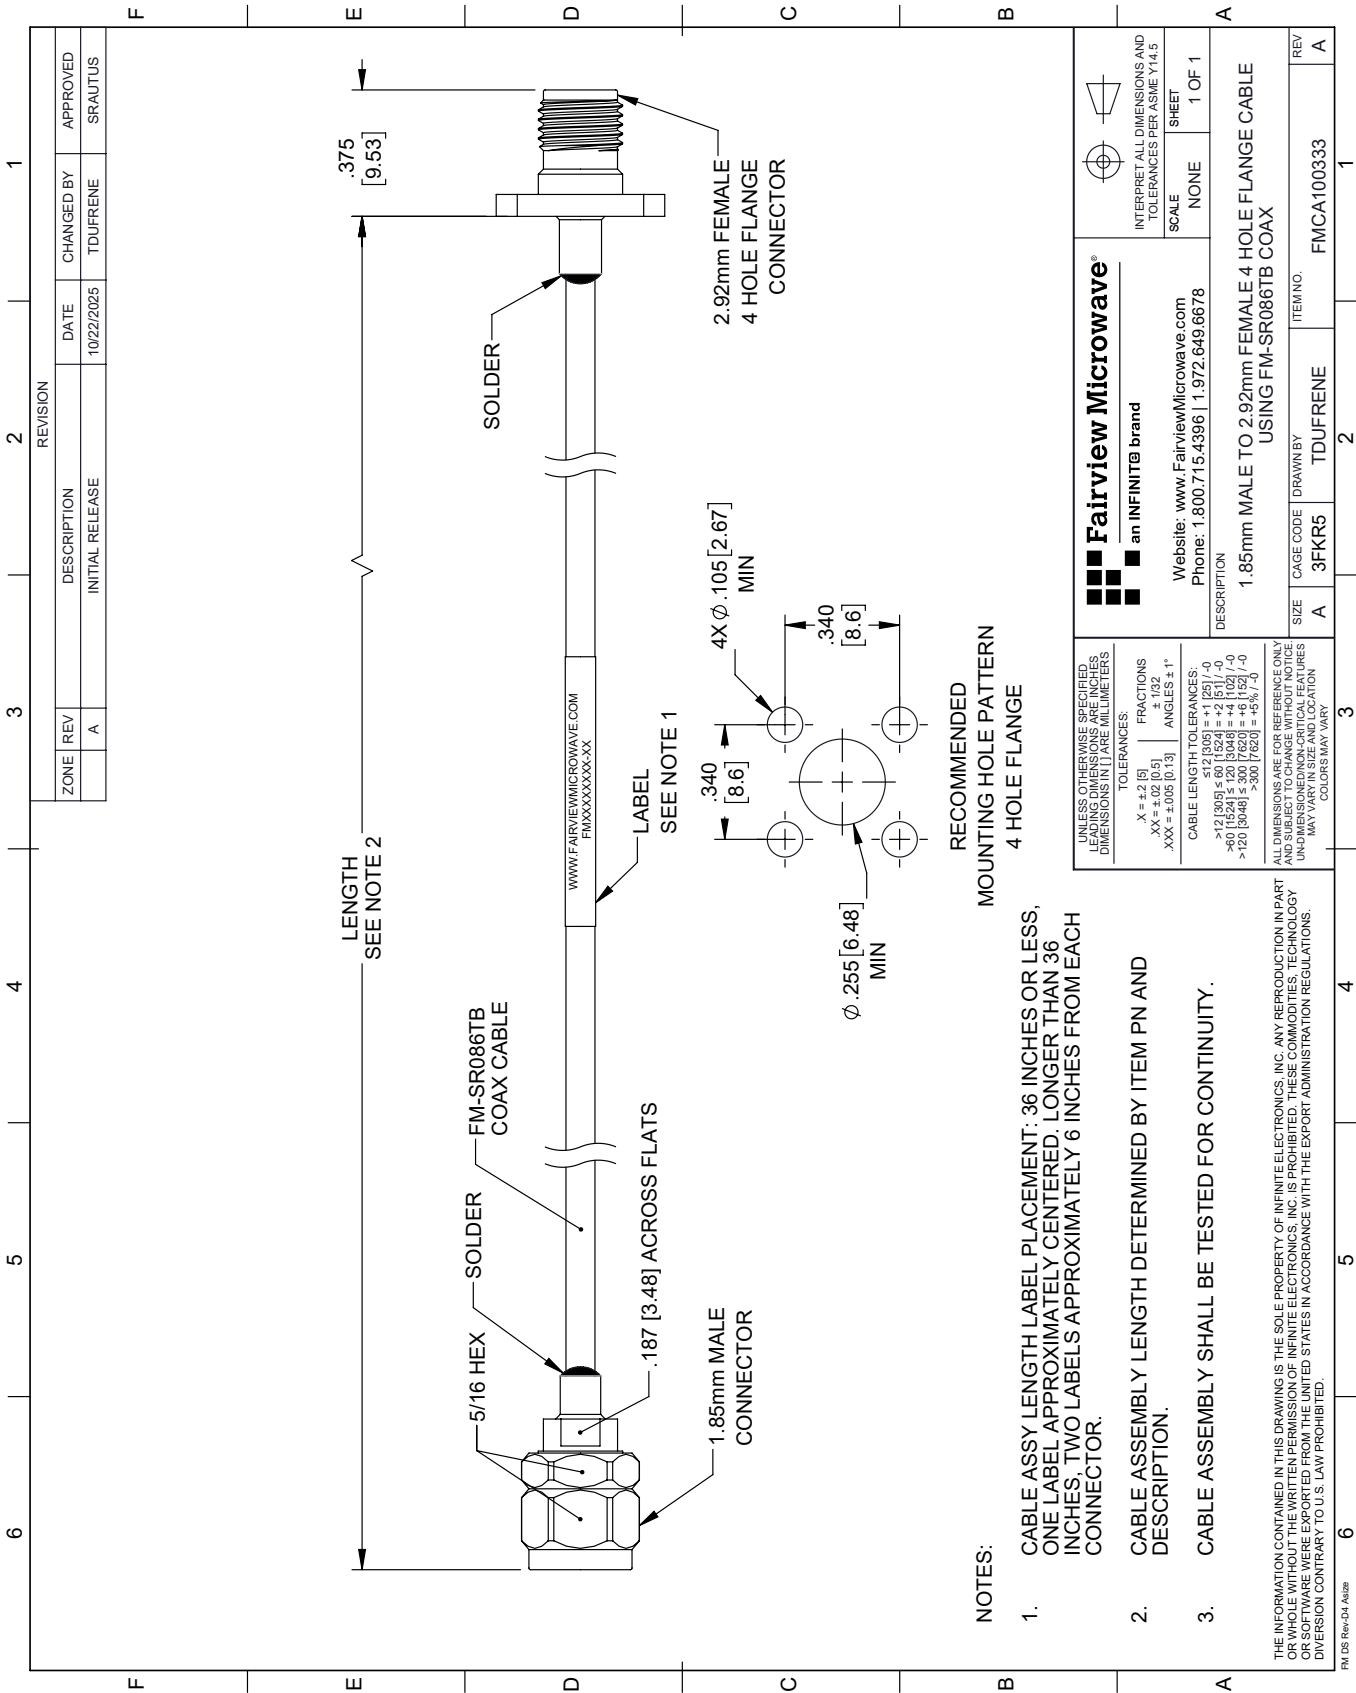 REVISION
ZONE REV DESCRIPTION DATE CHANGED BY APPROVED
A INITIAL RELEASE 10/22/2025 TDUFRENE SRAUTUS
6 5 4 3 2 1
F
E
D
C
B
A
LENGTH
SEE NOTE 2
.375
[9.53]
5/16 HEX
SOLDER
FM-SR086TB
COAX CABLE
SOLDER
.187 [3.48] ACROSS FLATS
1.85mm MALE
CONNECTOR
WWW.FAIRVIEWMICROWAVE.COM
FMXXXXXXXXX-XX
LABEL
SEE NOTE 1
2.92mm FEMALE
4 HOLE FLANGE
CONNECTOR
4X Ø .105 [2.67]
MIN
.340
[8.6]
.340
[8.6]
Ø .255 [6.48]
MIN
RECOMMENDED
MOUNTING HOLE PATTERN
4 HOLE FLANGE
NOTES:
1. CABLE ASSY LENGTH LABEL PLACEMENT: 36 INCHES OR LESS,
ONE LABEL APPROXIMATELY CENTERED. LONGER THAN 36
INCHES, TWO LABELS APPROXIMATELY 6 INCHES FROM EACH
CONNECTOR.
2. CABLE ASSEMBLY LENGTH DETERMINED BY ITEM PN AND
DESCRIPTION.
3. CABLE ASSEMBLY SHALL BE TESTED FOR CONTINUITY.
THE INFORMATION CONTAINED IN THIS DRAWING IS THE SOLE PROPERTY OF INFINITE ELECTRONICS, INC. ANY REPRODUCTION IN PART
OR WHOLE WITHOUT THE WRITTEN PERMISSION OF INFINITE ELECTRONICS, INC. IS PROHIBITED. THESE COMMODITIES, TECHNOLOGY
OR SOFTWARE WERE EXPORTED FROM THE UNITED STATES IN ACCORDANCE WITH THE EXPORT ADMINISTRATION REGULATIONS.
DIVERSION CONTRARY TO U.S. LAW PROHIBITED.
UNLESS OTHERWISE SPECIFIED
LEADING DIMENSIONS ARE INCHES
DIMENSIONS IN [ ] ARE MILLIMETERS
TOLERANCES:
.X = ±.2 [5] FRACTIONS
.XX = ±.02 [0.5] ± 1/32
.XXX = ±.005 [0.13] ANGLES ± 1°
CABLE LENGTH TOLERANCES:
≤12 [305] = +1 [25] / -0
>12 [305] ≤ 60 [1524] = +2 [51] / -0
>60 [1524] ≤ 120 [3048] = +4 [102] / -0
>120 [3048] ≤ 300 [7620] = +6 [152] / -0
>300 [7620] = +5% / -0
ALL DIMENSIONS ARE FOR REFERENCE ONLY
AND SUBJECT TO CHANGE WITHOUT NOTICE.
UN-DIMENSIONED/NON-CRITICAL FEATURES
MAY VARY IN SIZE AND LOCATION
COLORS MAY VARY
Fairview Microwave®
an INFINITE brand
Website: www.FairviewMicrowave.com
Phone: 1.800.715.4396 | 1.972.649.6678
INTERPRET ALL DIMENSIONS AND
TOLERANCES PER ASME Y14.5
SCALE NONE
SHEET 1 OF 1
DESCRIPTION
1.85mm MALE TO 2.92mm FEMALE 4 HOLE FLANGE CABLE
USING FM-SR086TB COAX
SIZE CAGE CODE DRAWN BY ITEM NO. REV
A 3FKR5 TDUFRENE FMCA100333 A
6 5 4 3 2 1
F
E
D
C
B
A
FM DS Rev-D4 Asize